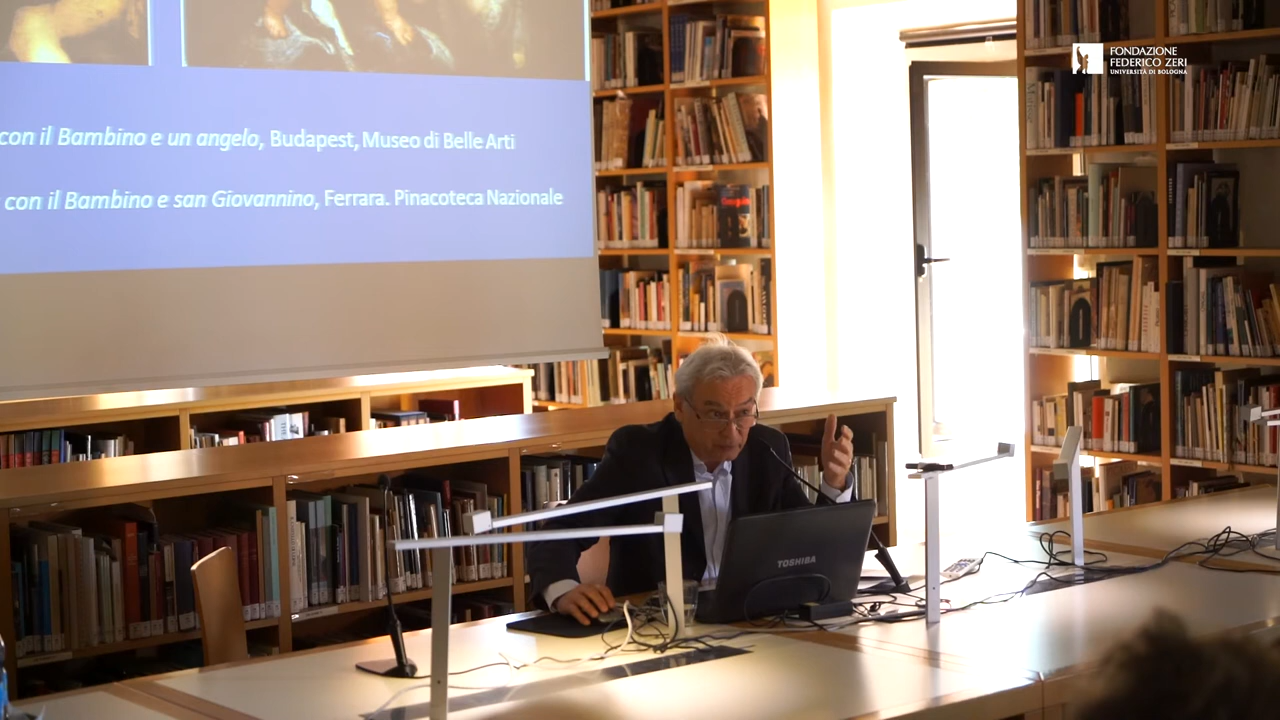 FONDAZIONE
FEDERICO ZERI
UNIVERSITÀ DI BOLOGNA
con il Bambino e un angelo, Budapest, Museo di Belle Arti
con il Bambino e san Giovannino, Ferrara. Pinacoteca Nazionale
TOSHIBA